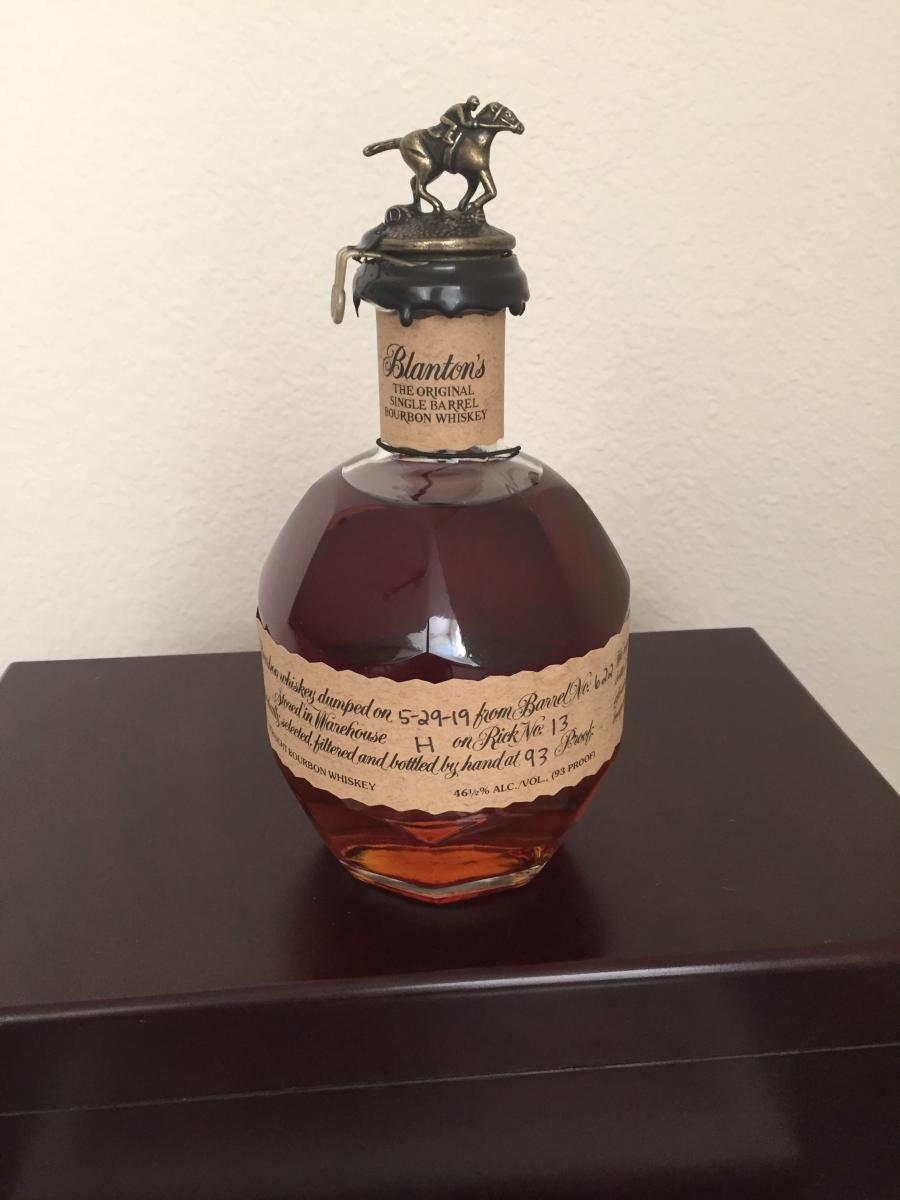 Blanton's
THE ORIGINAL
SINGLE BARREL
BOURBON WHISKEY
whiskey dumped on 5-29-19 from Barrel No. 622
Stored in Warehouse H on Rick No. 13
selected, filtered and bottled by hand at 93 Proof.
BOURBON WHISKEY 46½% ALC./VOL., (93 PROOF)